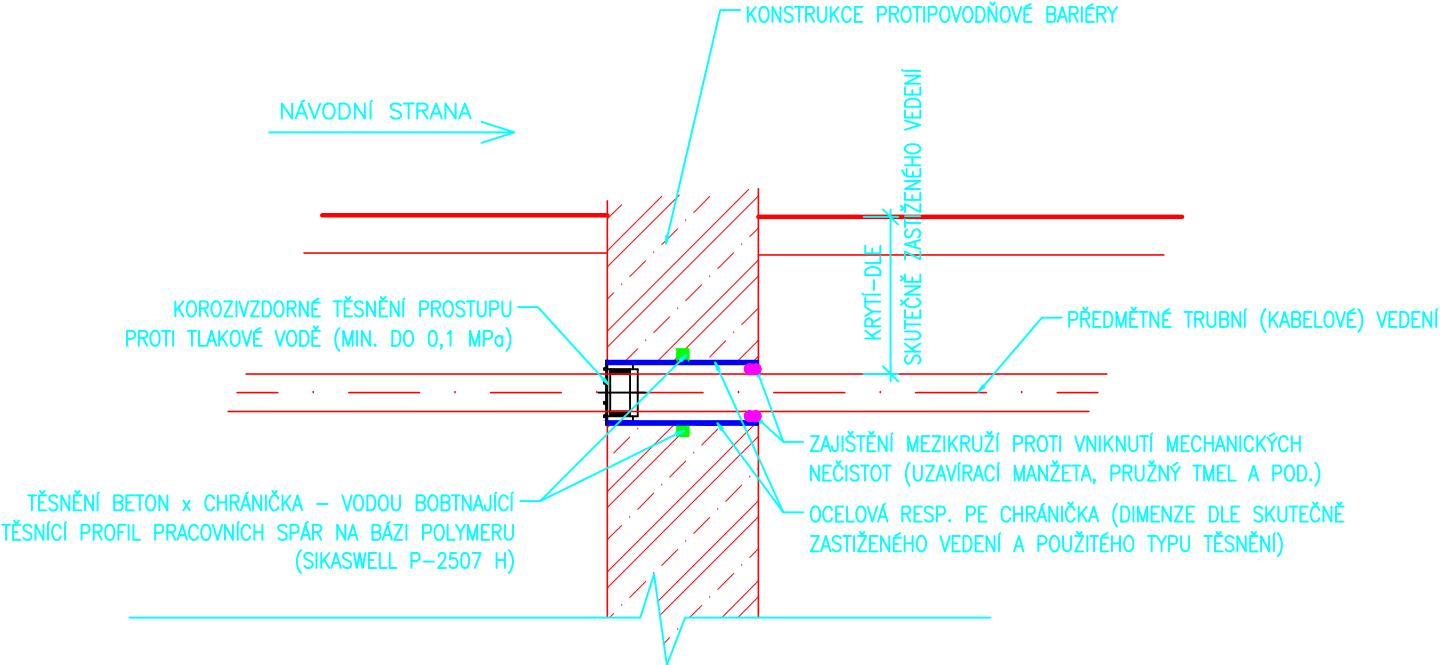 KONSTRUKCE PROTIPOVODŇOVÉ BARIÉRY
NÁVODNÍ STRANA
KRYTÍ-DLE
SKUTEČNĚ ZASTIŽENÉHO VEDENÍ
KOROZIVZDORNÉ TĚSNĚNÍ PROSTUPU
PROTI TLAKOVÉ VODĚ (MIN. DO 0,1 MPa)
PŘEDMĚTNÉ TRUBNÍ (KABELOVÉ) VEDENÍ
ZAJIŠTĚNÍ MEZIKRUŽÍ PROTI VNIKNUTÍ MECHANICKÝCH
NEČISTOT (UZAVÍRACÍ MANŽETA, PRUŽNÝ TMEL A POD.)
TĚSNĚNÍ BETON x CHRÁNIČKA – VODOU BOBTNAJÍCÍ
TĚSNÍCÍ PROFIL PRACOVNÍCH SPÁR NA BÁZI POLYMERU
(SIKASWELL P-2507 H)
OCELOVÁ RESP. PE CHRÁNIČKA (DIMENZE DLE SKUTEČNĚ
ZASTIŽENÉHO VEDENÍ A POUŽITÉHO TYPU TĚSNĚNÍ)